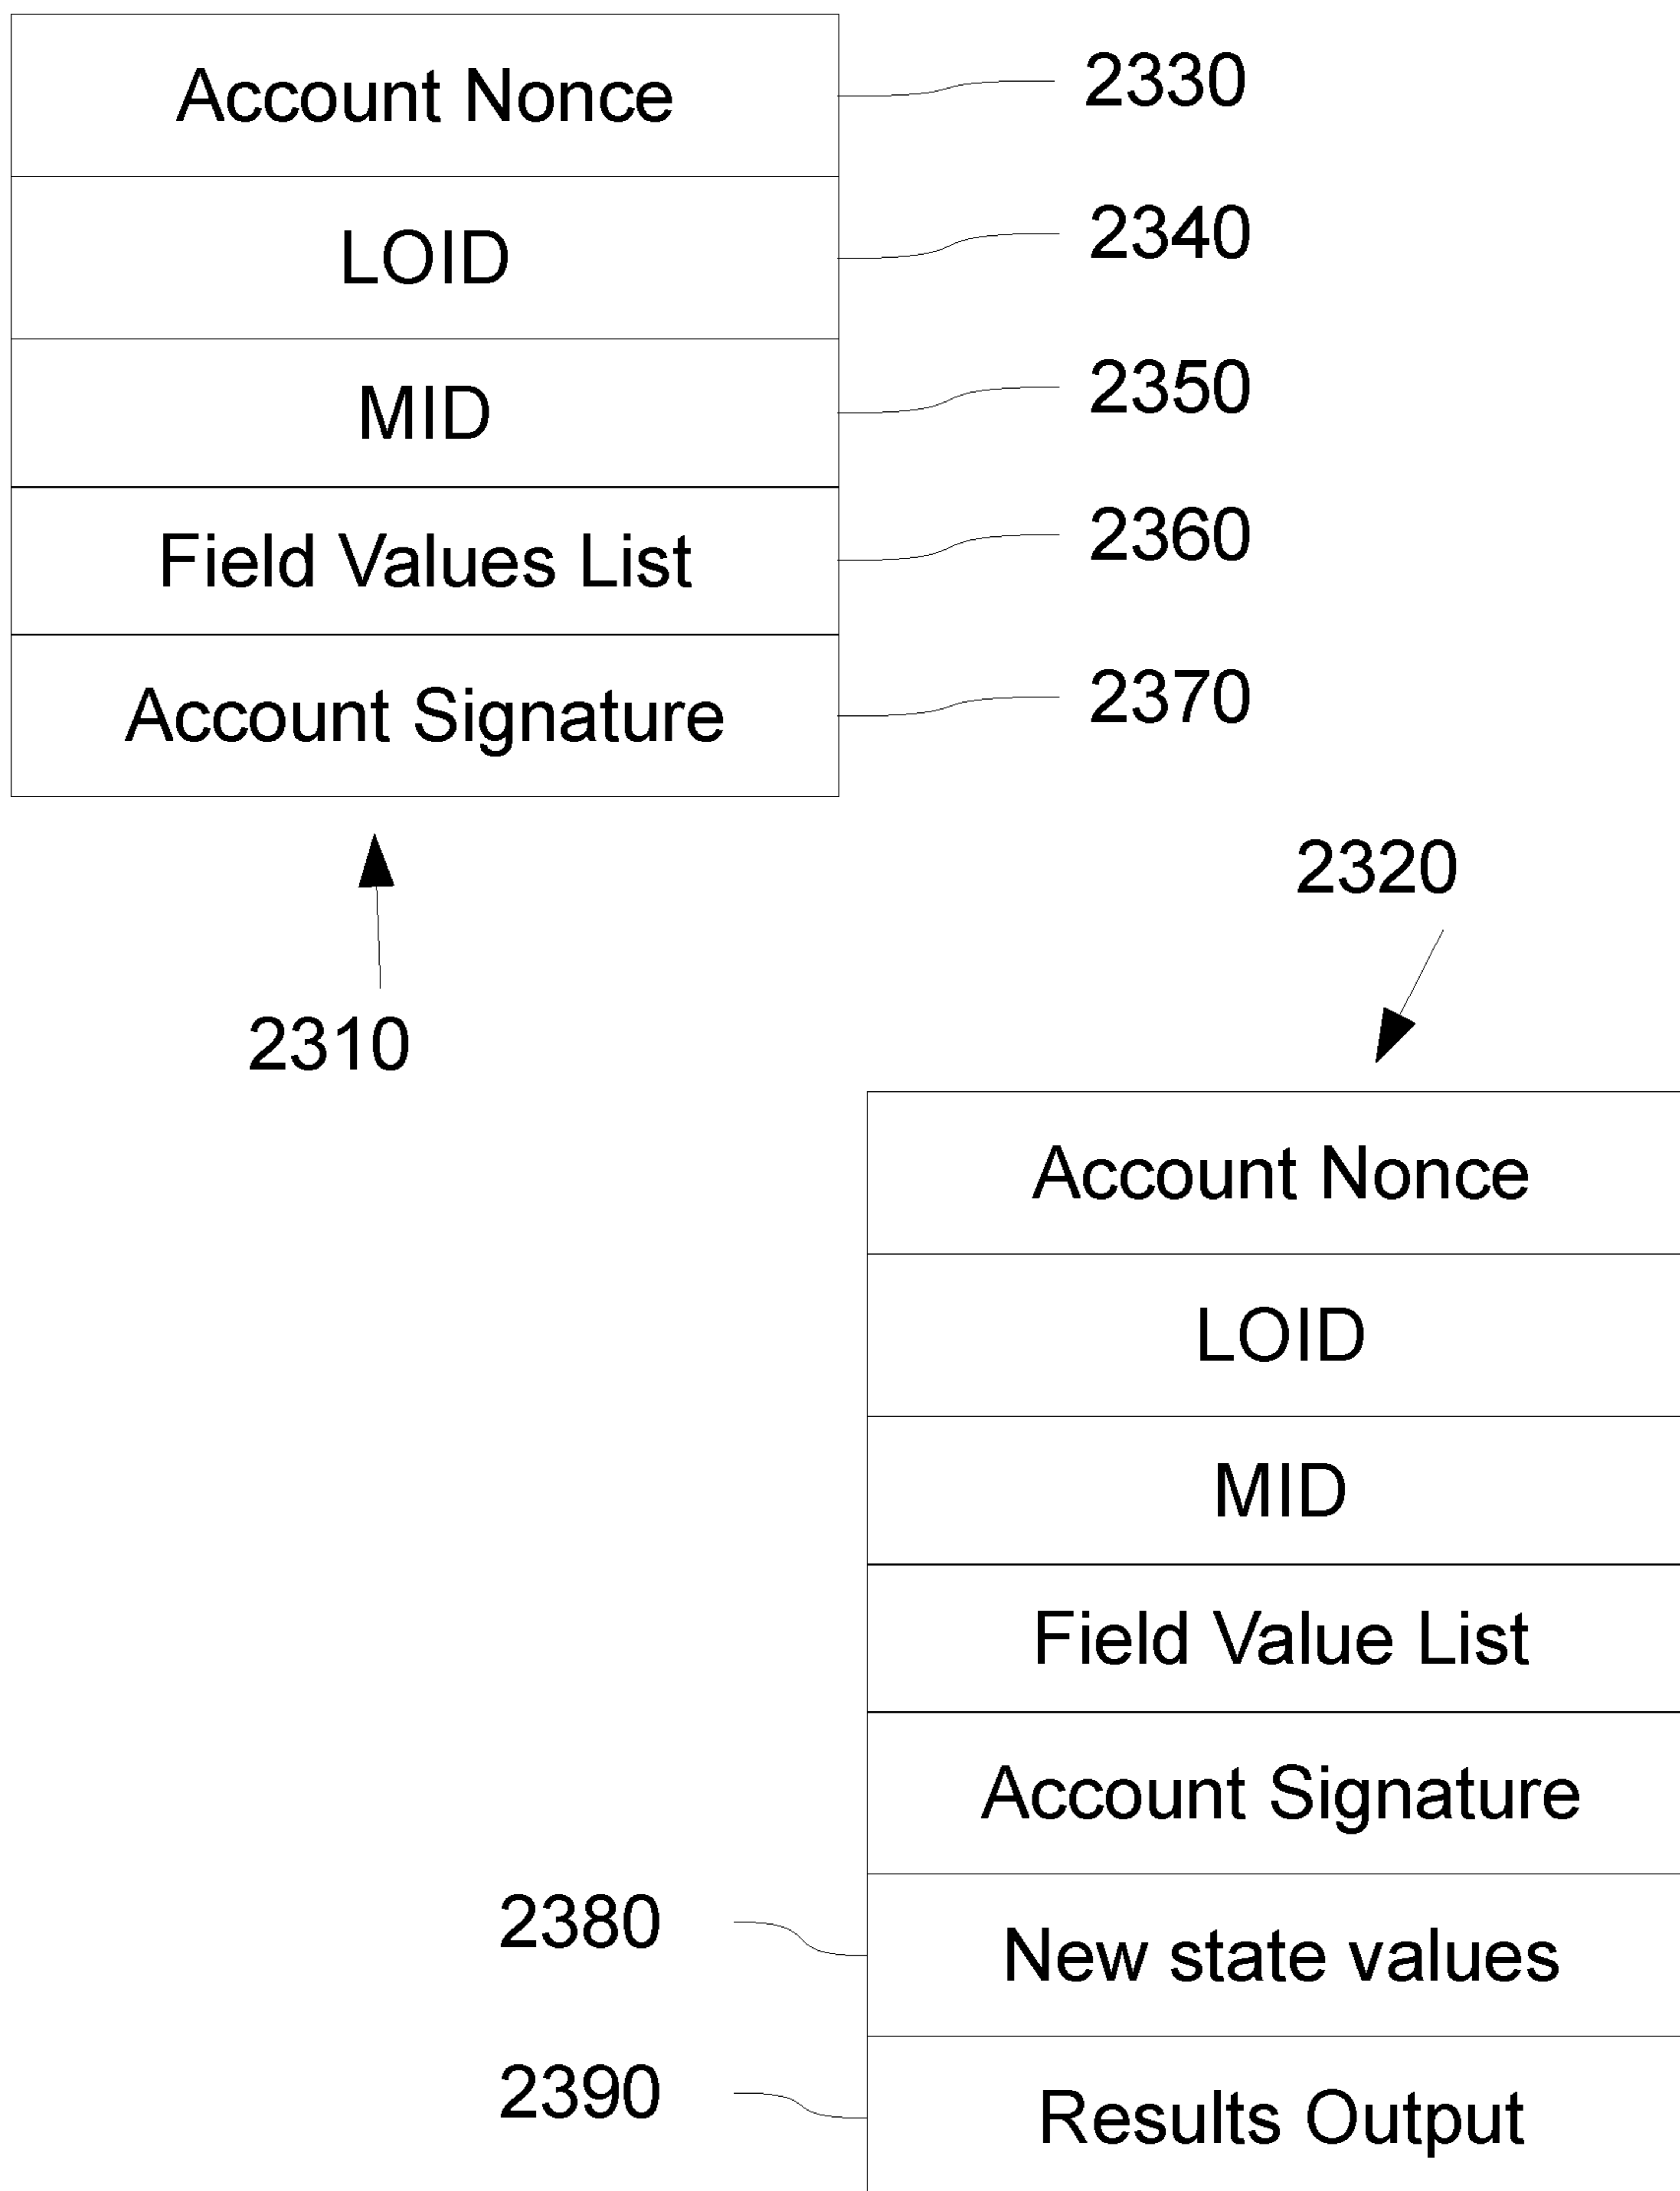 Account Nonce
2330
LOID
2340
MID
2350
Field Values List
2360
Account Signature
2370
2310
2320
Account Nonce
LOID
MID
Field Value List
Account Signature
2380
New state values
2390
Results Output